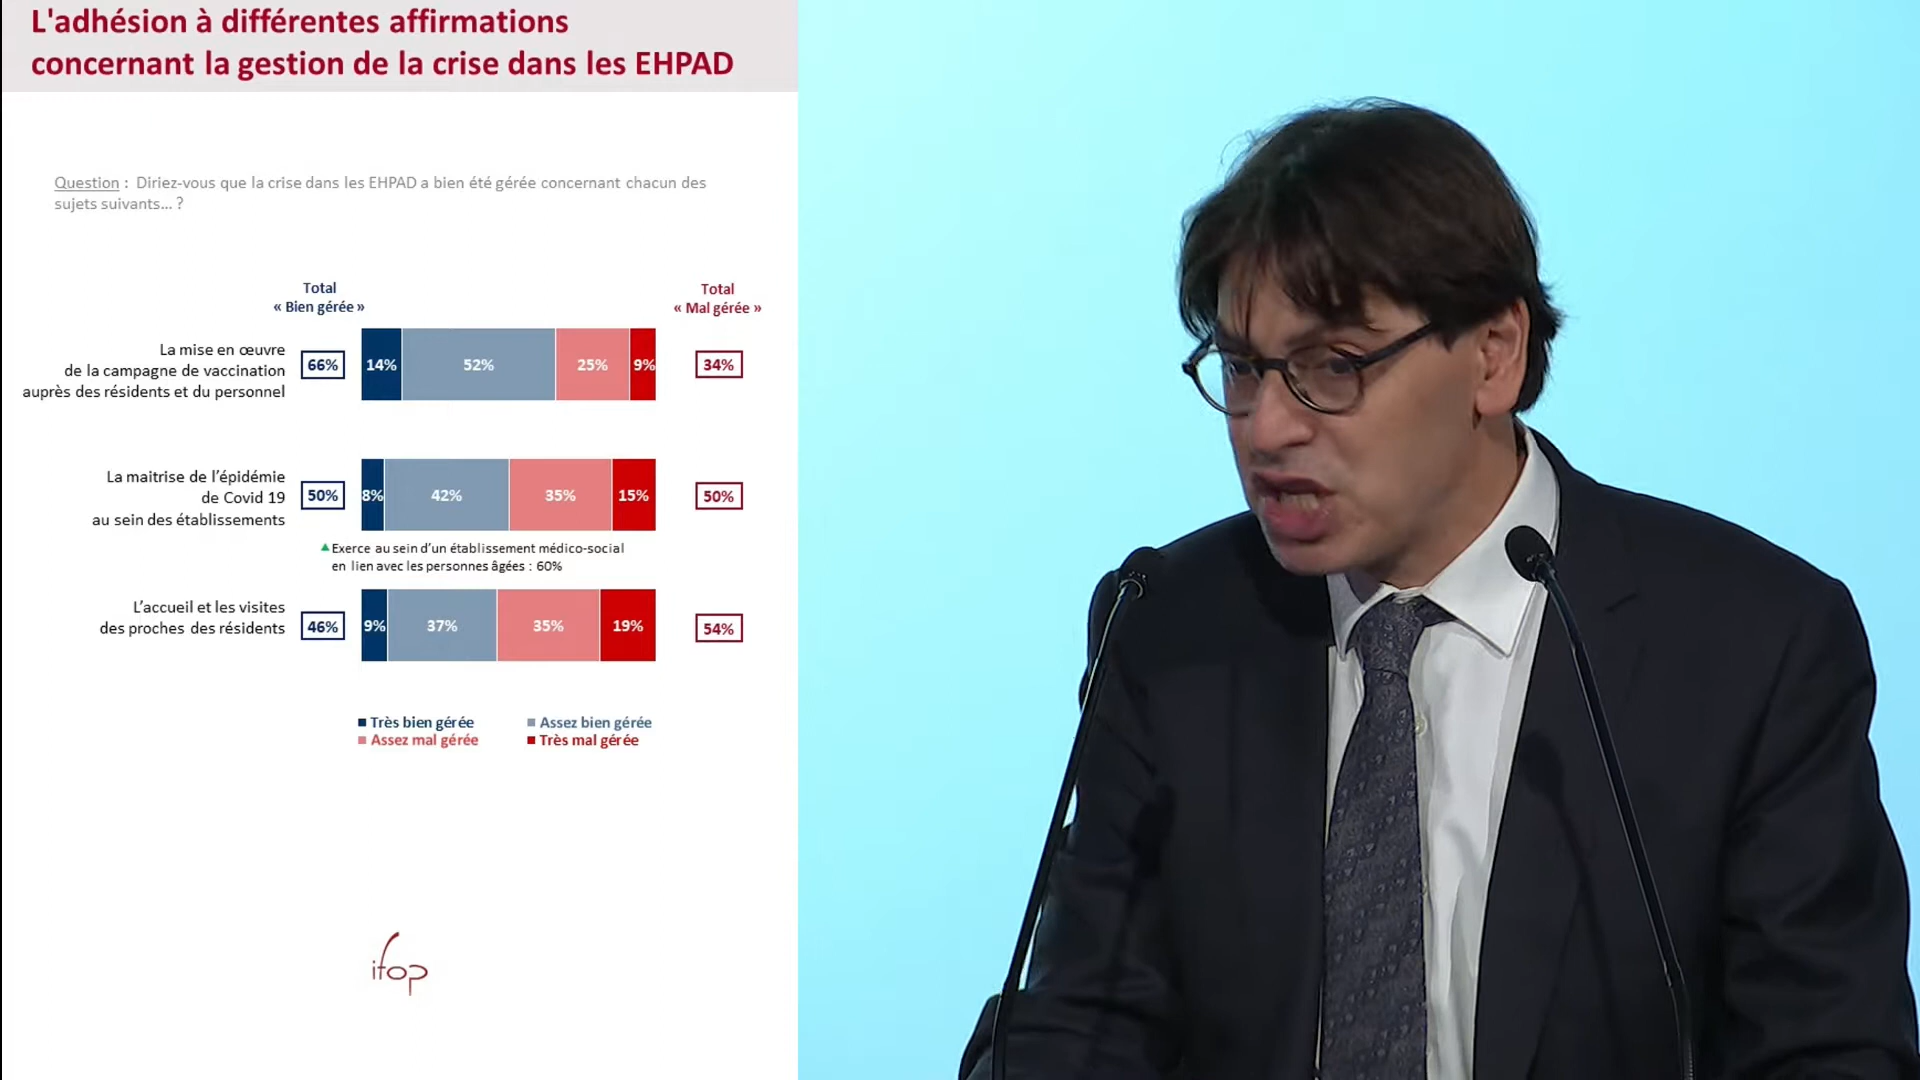 L'adhésion à différentes affirmations
concernant la gestion de la crise dans les EHPAD
Question : Diriez-vous que la crise dans les EHPAD a bien été gérée concernant chacun des
sujets suivants... ?
Total
« Bien gérée »
Total
« Mal gérée »
La mise en œuvre
de la campagne de vaccination
auprès des résidents et du personnel
66% 14% 52% 25% 9% 34%
La maitrise de l'épidémie
de Covid 19
au sein des établissements
50% 8% 42% 35% 15% 50%
▲ Exerce au sein d'un établissement médico-social
en lien avec les personnes âgées : 60%
L'accueil et les visites
des proches des résidents
46% 9% 37% 35% 19% 54%
Très bien gérée Assez bien gérée
Assez mal gérée Très mal gérée
ifop